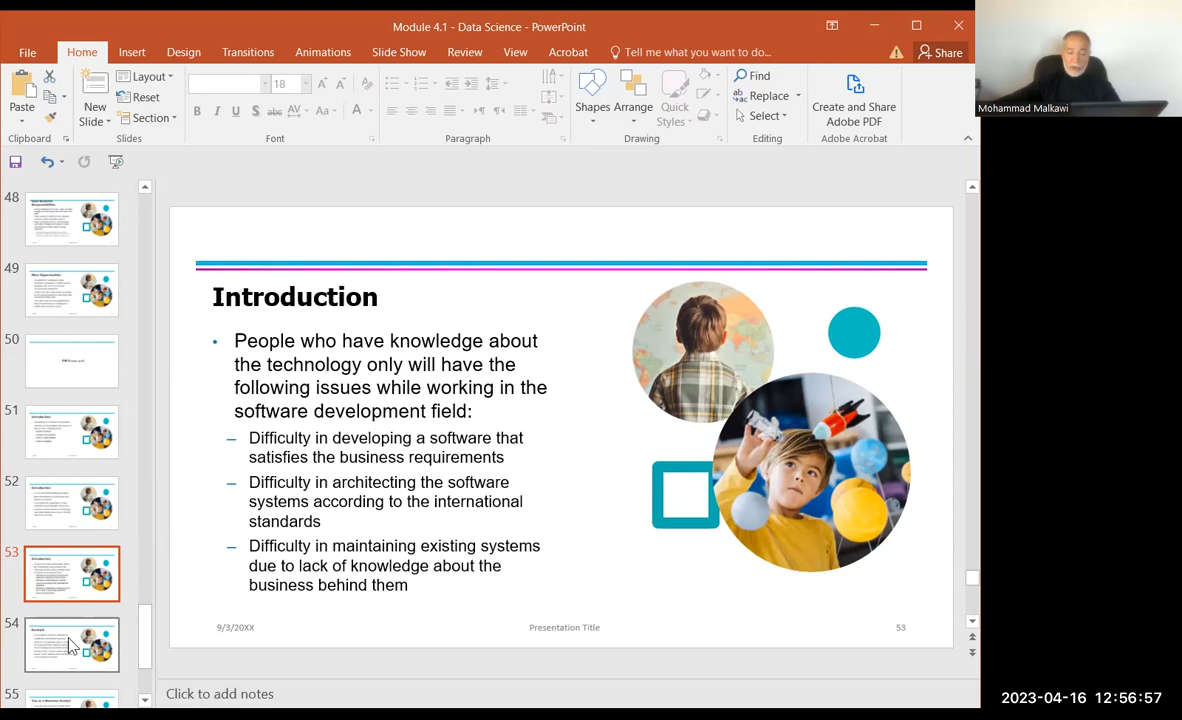 Module 4.1 - Data Science - PowerPoint
File Home Insert Design Transitions Animations Slide Show Review View Acrobat Tell me what you want to do... Share
Paste
New Slide
Layout
Reset
Section
18
B I U S abc AV Aa A
Shapes Arrange Quick Styles
Find
Replace
Select
Create and Share Adobe PDF
Clipboard Slides Font Paragraph Drawing Editing Adobe Acrobat
Mohammad Malkawi
48
49
50
51
52
53
54
55
Introduction
• People who have knowledge about
the technology only will have the
following issues while working in the
software development field:
– Difficulty in developing a software that
satisfies the business requirements
– Difficulty in architecting the software
systems according to the international
standards
– Difficulty in maintaining existing systems
due to lack of knowledge about the
business behind them
9/3/20XX Presentation Title 53
Click to add notes
2023-04-16 12:56:57